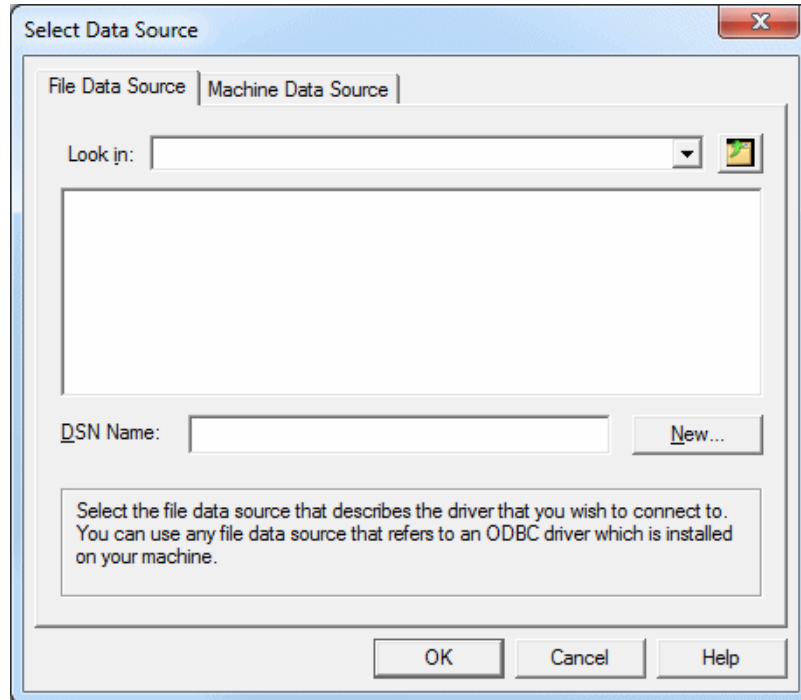 Select Data Source
File Data Source
Machine Data Source
Look in:
DSN Name:
New...
Select the file data source that describes the driver that you wish to connect to.
You can use any file data source that refers to an ODBC driver which is installed
on your machine.
OK
Cancel
Help